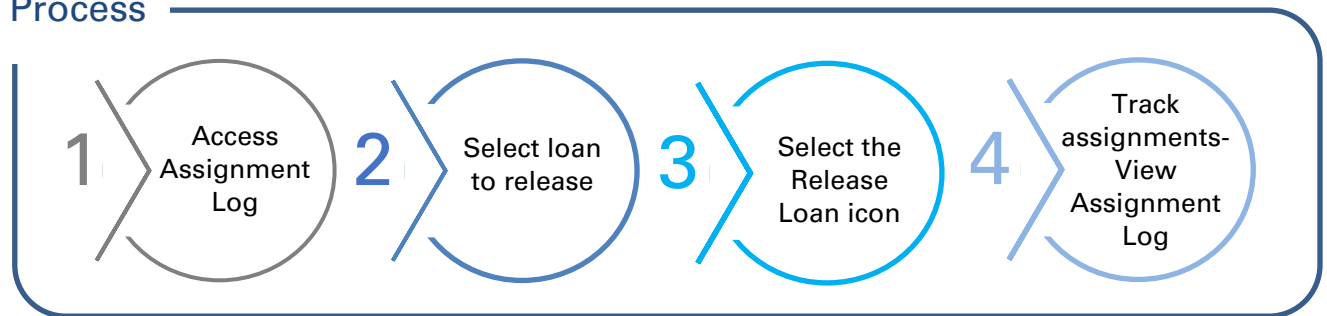 Process
1
Access
Assignment
Log
2
Select loan
to release
3
Select the
Release
Loan icon
4
Track
assignments-
View
Assignment
Log